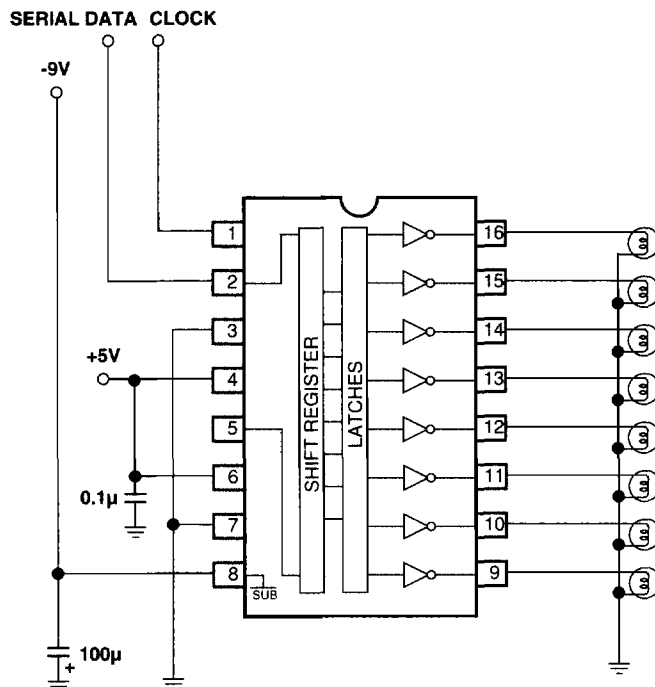 SERIAL DATA CLOCK
-9V
1
2
3
+5V
4
5
6
0.1µ
7
8
SUB
100µ
+
SHIFT REGISTER
LATCHES
16
15
14
13
12
11
10
9